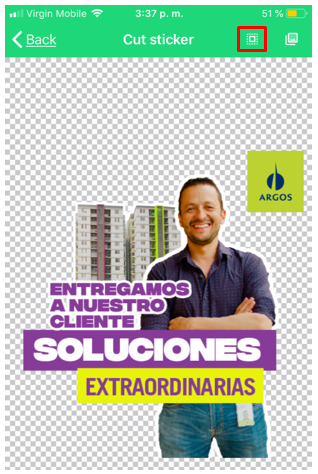 Virgin Mobile
3:37 p. m.
51 %
Back
Cut sticker
ARGOS
ENTREGAMOS
A NUESTRO
CLIENTE
SOLUCIONES
EXTRAORDINARIAS